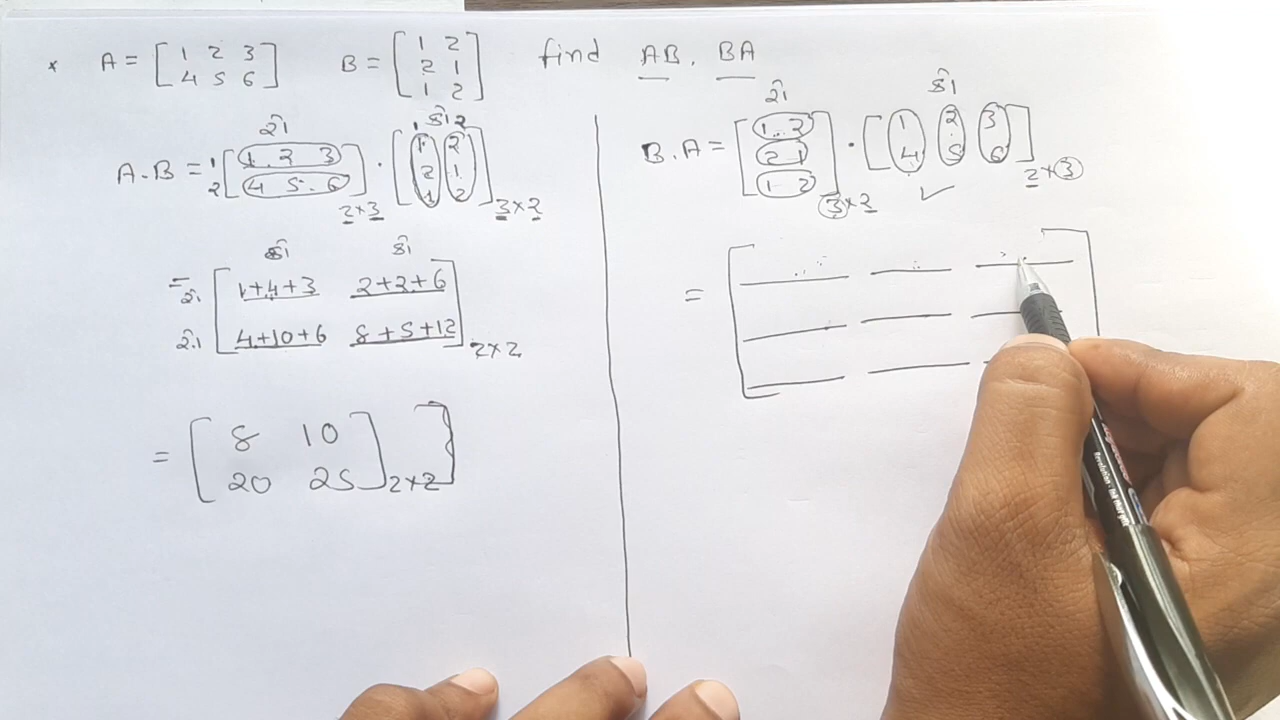 * A = [ 1 2 3 B = [ 1 2 find AB, BA
4 5 6 ] 2 1
1 2 ]
A.B = 1 [ 1 2 3 ] . [ 1 2
2 4 5 6 2×3 2 1
1 2 ] 3×2
= [ 1+4+3 2+2+6
4+10+6 8+5+12 ] 2×2
= [ 8 10
20 25 ] 2×2
B.A = [ 1 2 ] . [ 1 2 3
2 1 4 5 6 ] 2×3
1 2 ] 3×2
=